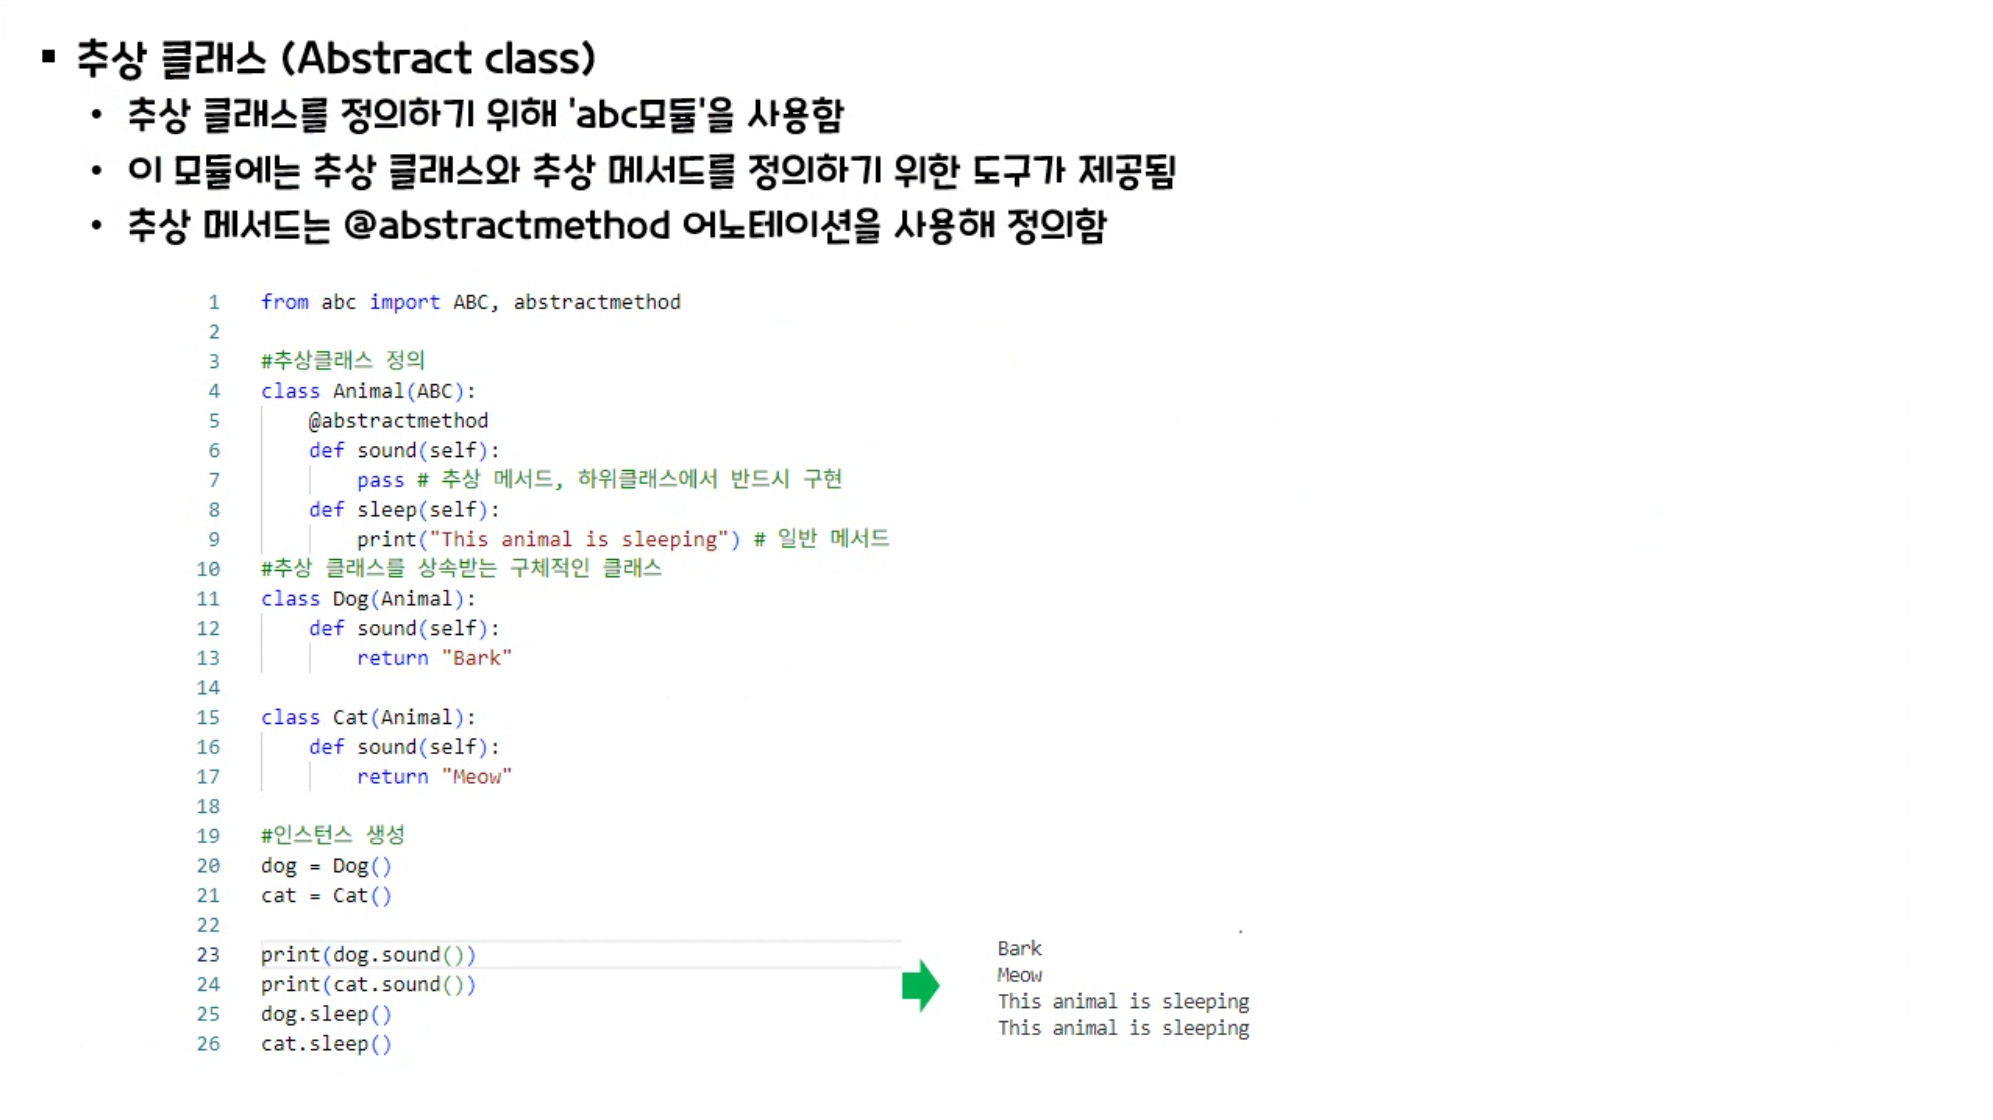 ▪ 추상 클래스 (Abstract class)
• 추상 클래스를 정의하기 위해 'abc모듈'을 사용함
• 이 모듈에는 추상 클래스와 추상 메서드를 정의하기 위한 도구가 제공됨
• 추상 메서드는 @abstractmethod 어노테이션을 사용해 정의함
1 from abc import ABC, abstractmethod
2
3 #추상클래스 정의
4 class Animal(ABC):
5     @abstractmethod
6     def sound(self):
7         pass # 추상 메서드, 하위클래스에서 반드시 구현
8     def sleep(self):
9         print("This animal is sleeping") # 일반 메서드
10 #추상 클래스를 상속받는 구체적인 클래스
11 class Dog(Animal):
12     def sound(self):
13         return "Bark"
14
15 class Cat(Animal):
16     def sound(self):
17         return "Meow"
18
19 #인스턴스 생성
20 dog = Dog()
21 cat = Cat()
22
23 print(dog.sound())
24 print(cat.sound())
25 dog.sleep()
26 cat.sleep()
Bark
Meow
This animal is sleeping
This animal is sleeping